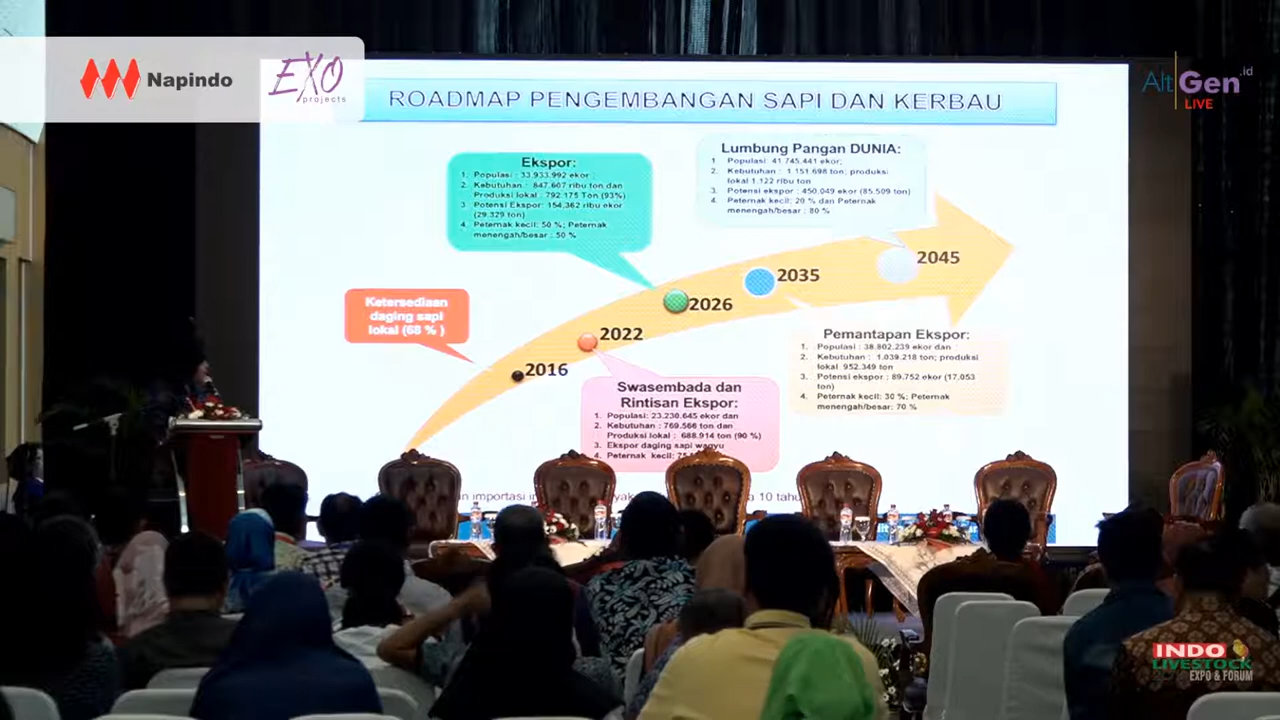 Napindo
EXO
projects
AltGen.id
LIVE
ROADMAP PENGEMBANGAN SAPI DAN KERBAU
Ekspor:
1. Populasi : 33.933.992 ekor
2. Kebutuhan : 847.607 ribu ton dan
Produksi lokal : 792.175 Ton (93%)
3. Potensi Ekspor: 154,362 ribu ekor
(29.329 ton)
4. Peternak kecil: 50 %; Peternak
menengah/besar : 50 %
Lumbung Pangan DUNIA:
1. Populasi: 41.745.441 ekor;
2. Kebutuhan : 1.151.698 ton; produksi
lokal 1.122 ribu ton
3. Potensi ekspor : 450,049 ekor (85.509 ton)
4. Peternak kecil: 20 % dan Peternak
menengah/besar : 80 %
2045
2035
2026
Ketersediaan
daging sapi
lokal (68 % )
2022
2016
Pemantapan Ekspor:
1. Populasi : 38.802.239 ekor dan
2. Kebutuhan : 1.039.218 ton; produksi
lokal 952.349 ton
3. Potensi ekspor : 89.752 ekor (17,053
ton)
4. Peternak kecil: 30 %; Peternak
menengah/besar: 70 %
Swasembada dan
Rintisan Ekspor:
1. Populasi: 23.230.645 ekor dan
2. Kebutuhan : 769.566 ton dan
Produksi lokal : 688.914 ton (90 %)
3. Ekspor daging sapi wagyu
4. Peternak kecil:
importasi
10
INDO
LIVESTOCK
EXPO & FORUM